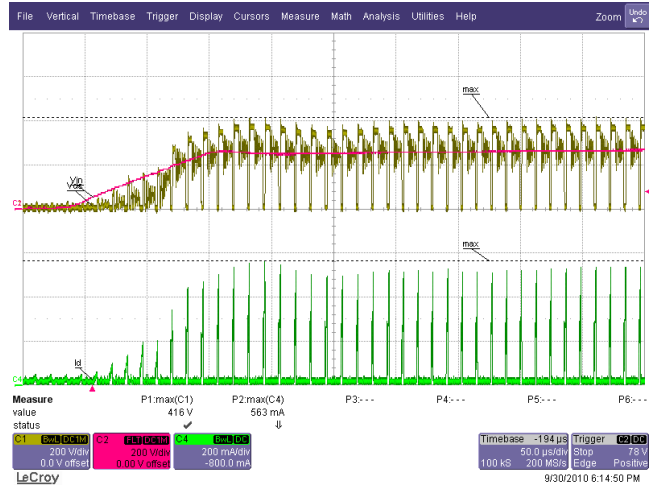 File Vertical Timebase Trigger Display Cursors Measure Math Analysis Utilities Help Zoom Undo
max
Vin
C2
max
Id
C4
Measure P1:max(C1) P2:max(C4) P3:- - - P4:- - - P5:- - - P6:- - -
value 416 V 563 mA
status
C1 BwL DC1M C2 FLT DC1M C4 BwL DC Timebase -194 µs Trigger C2 DC
200 V/div 200 V/div 200 mA/div 50.0 µs/div Stop 78 V
0.0 V offset 0.00 V offset -800.0 mA 100 kS 200 MS/s Edge Positive
LeCroy 9/30/2010 6:14:50 PM